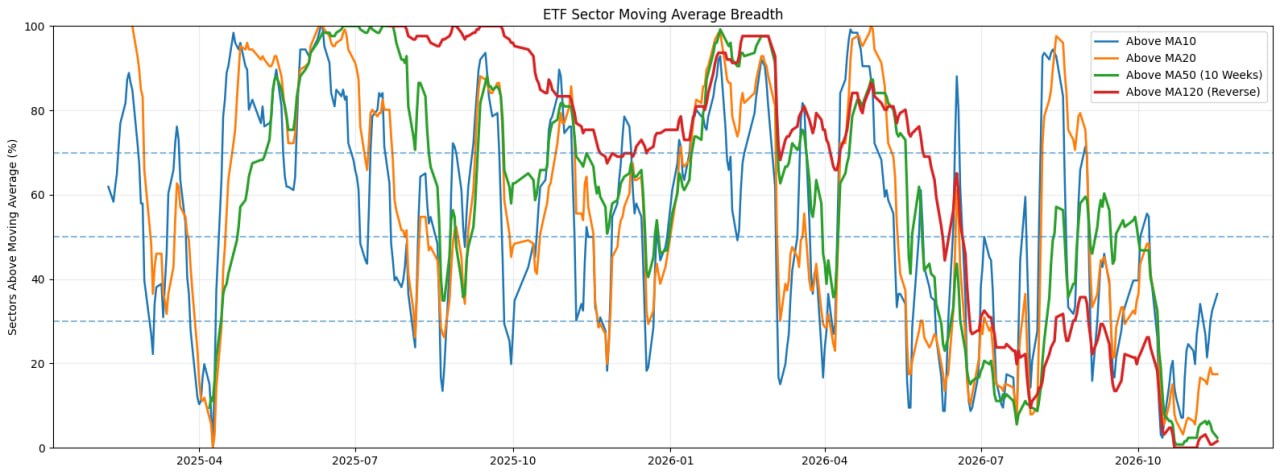 ETF Sector Moving Average Breadth
Sectors Above Moving Average (%)
100
80
60
40
20
0
2025-04
2025-07
2025-10
2026-01
2026-04
2026-07
2026-10
Above MA10
Above MA20
Above MA50 (10 Weeks)
Above MA120 (Reverse)